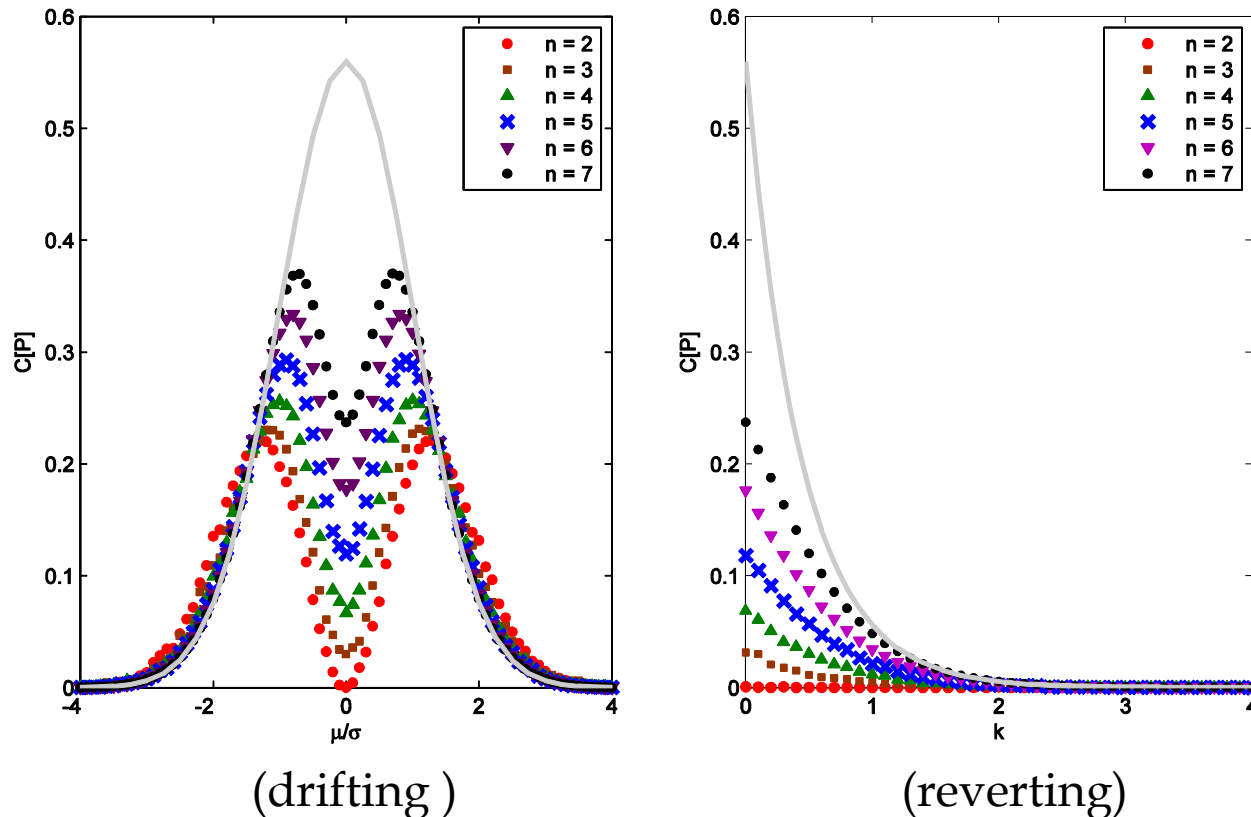 0.6
0.5
0.4
0.3
0.2
0.1
0
C[P]
-4
-2
0
2
4
μ/σ
n = 2
n = 3
n = 4
n = 5
n = 6
n = 7
(drifting )
0.6
0.5
0.4
0.3
0.2
0.1
0
C[P]
0
1
2
3
4
k
n = 2
n = 3
n = 4
n = 5
n = 6
n = 7
(reverting)